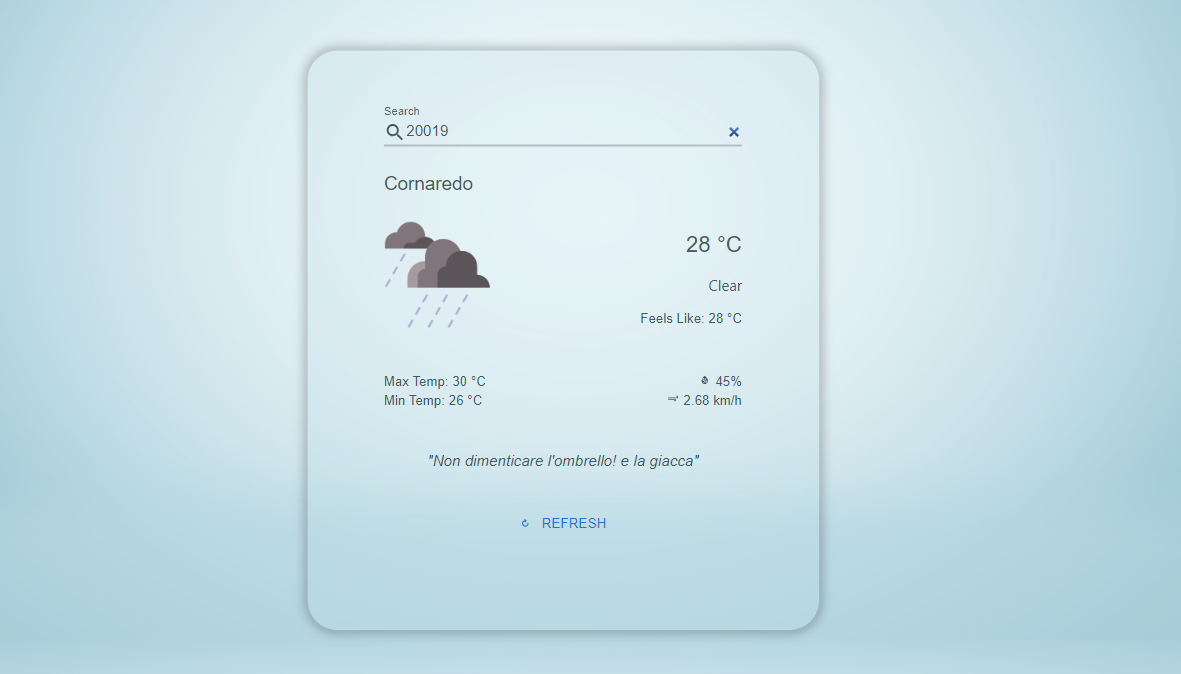 Search
20019
Cornaredo
28 °C
Clear
Feels Like: 28 °C
Max Temp: 30 °C
45%
Min Temp: 26 °C
2.68 km/h
"Non dimenticare l'ombrello! e la giacca"
REFRESH